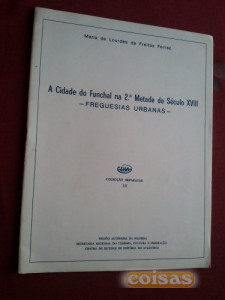 Maria de Lourdes de Freitas Ferraz
A Cidade do Funchal na 2.ª Metade do Século XVIII
—FREGUESIAS URBANAS—
REGIÃO AUTÓNOMA DA MADEIRA
SECRETARIA REGIONAL DO TURISMO, CULTURA E EMIGRAÇÃO
CENTRO DE ESTUDOS DE HISTÓRIA DO ATLÂNTICO
coisas